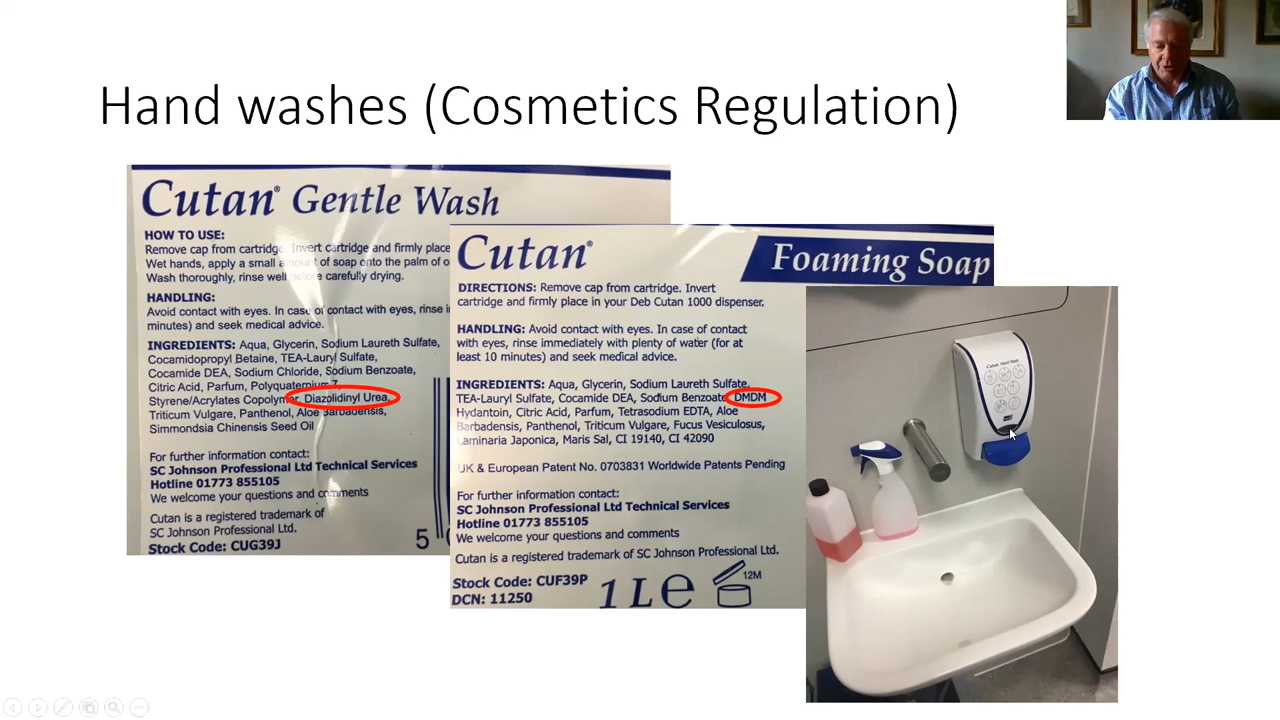 Hand washes (Cosmetics Regulation)
Cutan® Gentle Wash
HOW TO USE:
Remove cap from cartridge. Invert cartridge and firmly place
Wet hands, apply a small amount of soap onto the palm of o
Wash thoroughly, rinse well before carefully drying.
HANDLING:
Avoid contact with eyes. In case of contact with eyes, rinse i
minutes) and seek medical advice.
INGREDIENTS: Aqua, Glycerin, Sodium Laureth Sulfate,
Cocamidopropyl Betaine, TEA-Lauryl Sulfate,
Cocamide DEA, Sodium Chloride, Sodium Benzoate,
Citric Acid, Parfum, Polyquaternium 7,
Styrene/Acrylates Copolymer, Diazolidinyl Urea,
Triticum Vulgare, Panthenol, Aloe Barbadensis,
Simmondsia Chinensis Seed Oil
For further information contact:
SC Johnson Professional Ltd Technical Services
Hotline 01773 855105
We welcome your questions and comments
Cutan is a registered trademark of
SC Johnson Professional Ltd.
Stock Code: CUG39J
5
Cutan®
Foaming Soap
DIRECTIONS: Remove cap from cartridge. Invert
cartridge and firmly place in your Deb Cutan 1000 dispenser.
HANDLING: Avoid contact with eyes. In case of contact
with eyes, rinse immediately with plenty of water (for at
least 10 minutes) and seek medical advice.
INGREDIENTS: Aqua, Glycerin, Sodium Laureth Sulfate,
TEA-Lauryl Sulfate, Cocamide DEA, Sodium Benzoate, DMDM
Hydantoin, Citric Acid, Parfum, Tetrasodium EDTA, Aloe
Barbadensis, Panthenol, Triticum Vulgare, Fucus Vesiculosus,
Laminaria Japonica, Maris Sal, CI 19140, CI 42090
UK & European Patent No. 0703831 Worldwide Patents Pending
For further information contact:
SC Johnson Professional Ltd Technical Services
Hotline 01773 855105
We welcome your questions and comments
Cutan is a registered trademark of SC Johnson Professional Ltd.
Stock Code: CUF39P
DCN: 11250
1 L e
12M
Cutan Hand Wash